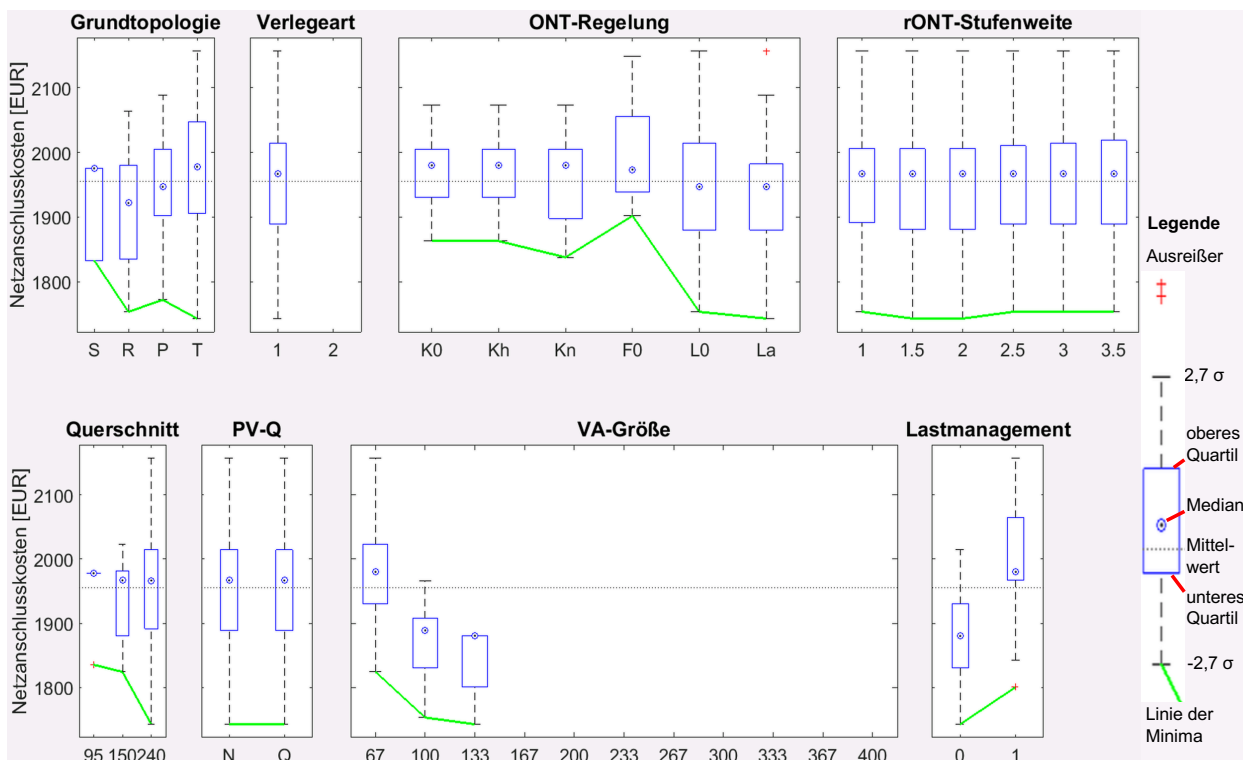 Grundtopologie Verlegeart ONT-Regelung rONT-Stufenweite
Netzanschlusskosten [EUR]
2100
2000
1900
1800
S R P T
1 2
K0 Kh Kn F0 L0 La
1 1.5 2 2.5 3 3.5
Querschnitt PV-Q VA-Größe Lastmanagement
Netzanschlusskosten [EUR]
2100
2000
1900
1800
95 150 240
N Q
67 100 133 167 200 233 267 300 333 367 400
0 1
Legende
Ausreißer
2,7 σ
oberes
Quartil
Median
Mittel-
wert
unteres
Quartil
-2,7 σ
Linie der
Minima